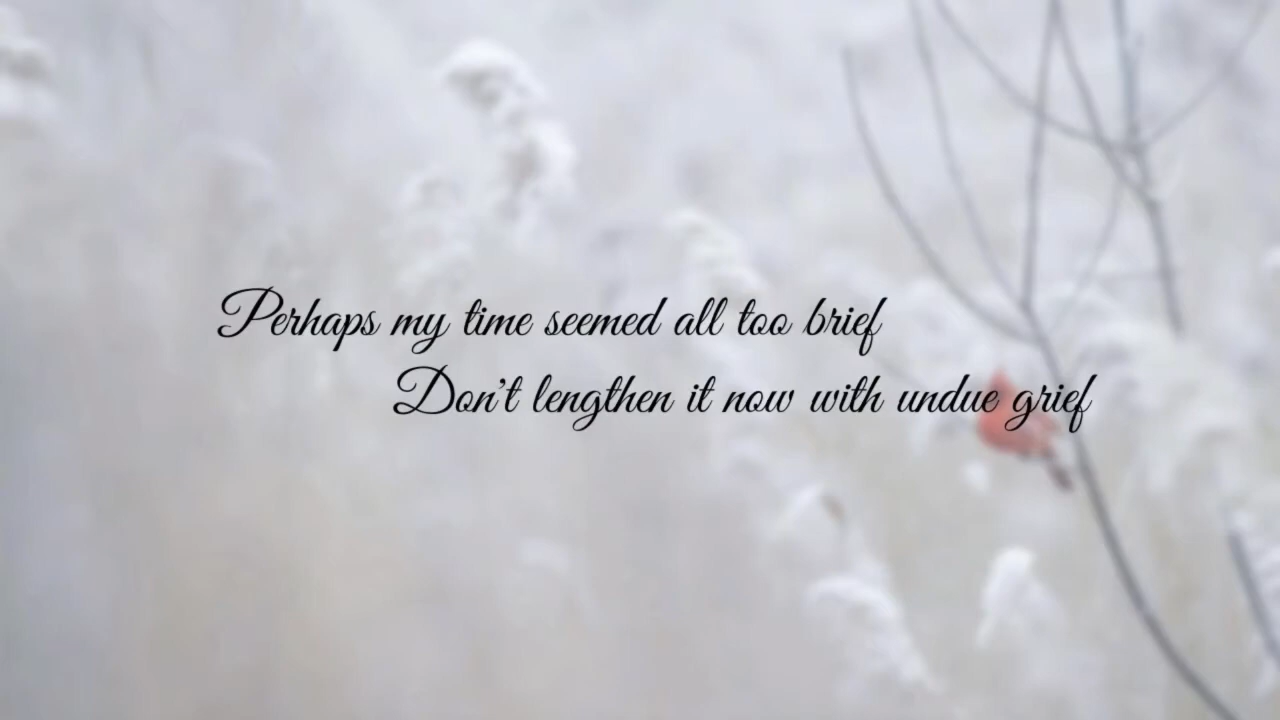 Perhaps my time seemed all too brief
Don't lengthen it now with undue grief